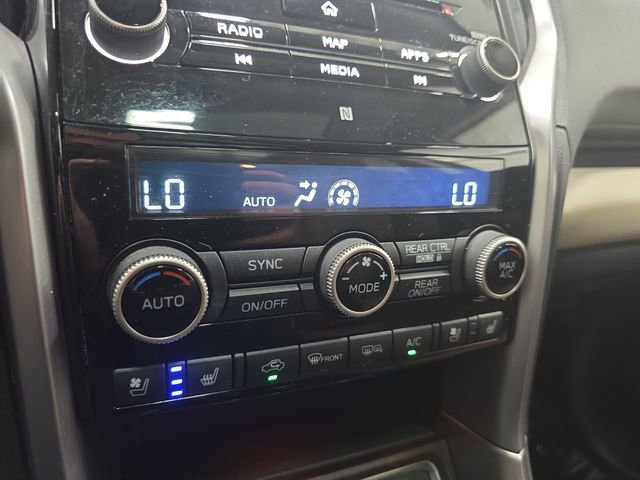 RADIO
MAP
APPS
TUNE
MEDIA
N
LO
AUTO
LO
SYNC
REAR CTRL
HOLD
MAX
A/C
AUTO
MODE
ON/OFF
REAR
ON/OFF
FRONT
A/C